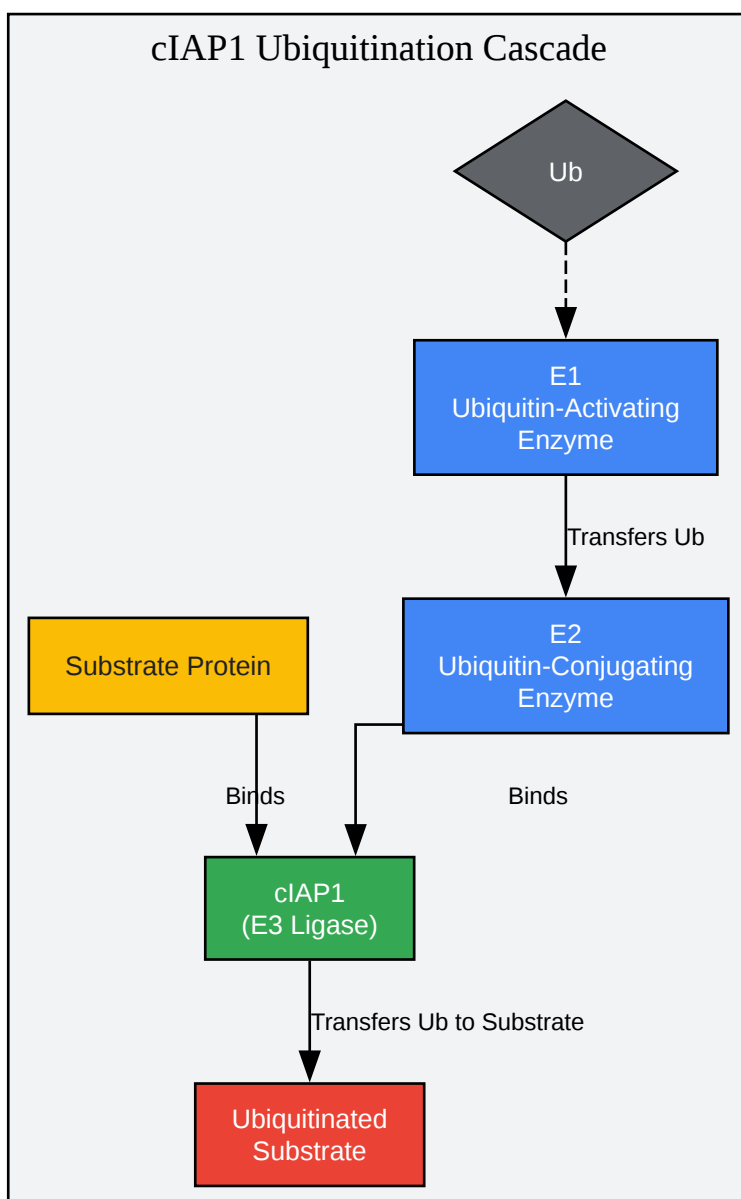 cIAP1 Ubiquitination Cascade
Ub
E1
Ubiquitin-Activating
Enzyme
Transfers Ub
E2
Ubiquitin-Conjugating
Enzyme
Substrate Protein
Binds
Binds
cIAP1
(E3 Ligase)
Transfers Ub to Substrate
Ubiquitinated
Substrate